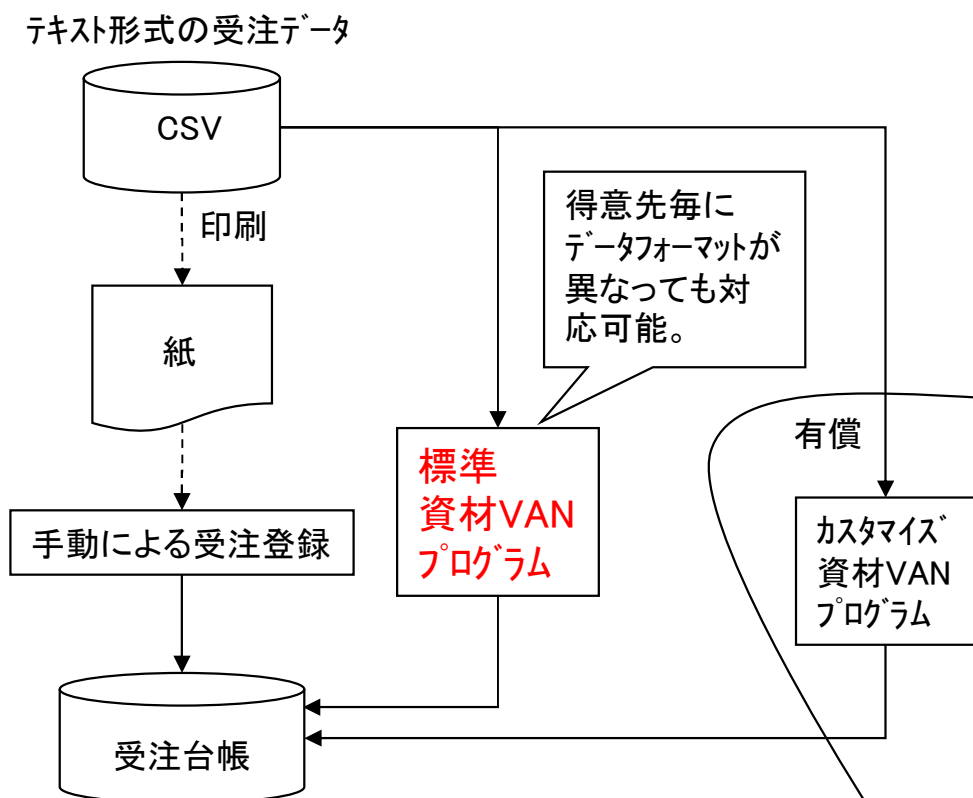 ﾃｷｽﾄ形式の受注ﾃﾞｰﾀ
CSV
印刷
紙
手動による受注登録
受注台帳
得意先毎に
ﾃﾞｰﾀﾌｫｰﾏｯﾄが
異なっても対
応可能。
標準
資材VAN
ﾌﾟﾛｸﾞﾗﾑ
有償
ｶｽﾀﾏｲｽﾞ
資材VAN
ﾌﾟﾛｸﾞﾗﾑ